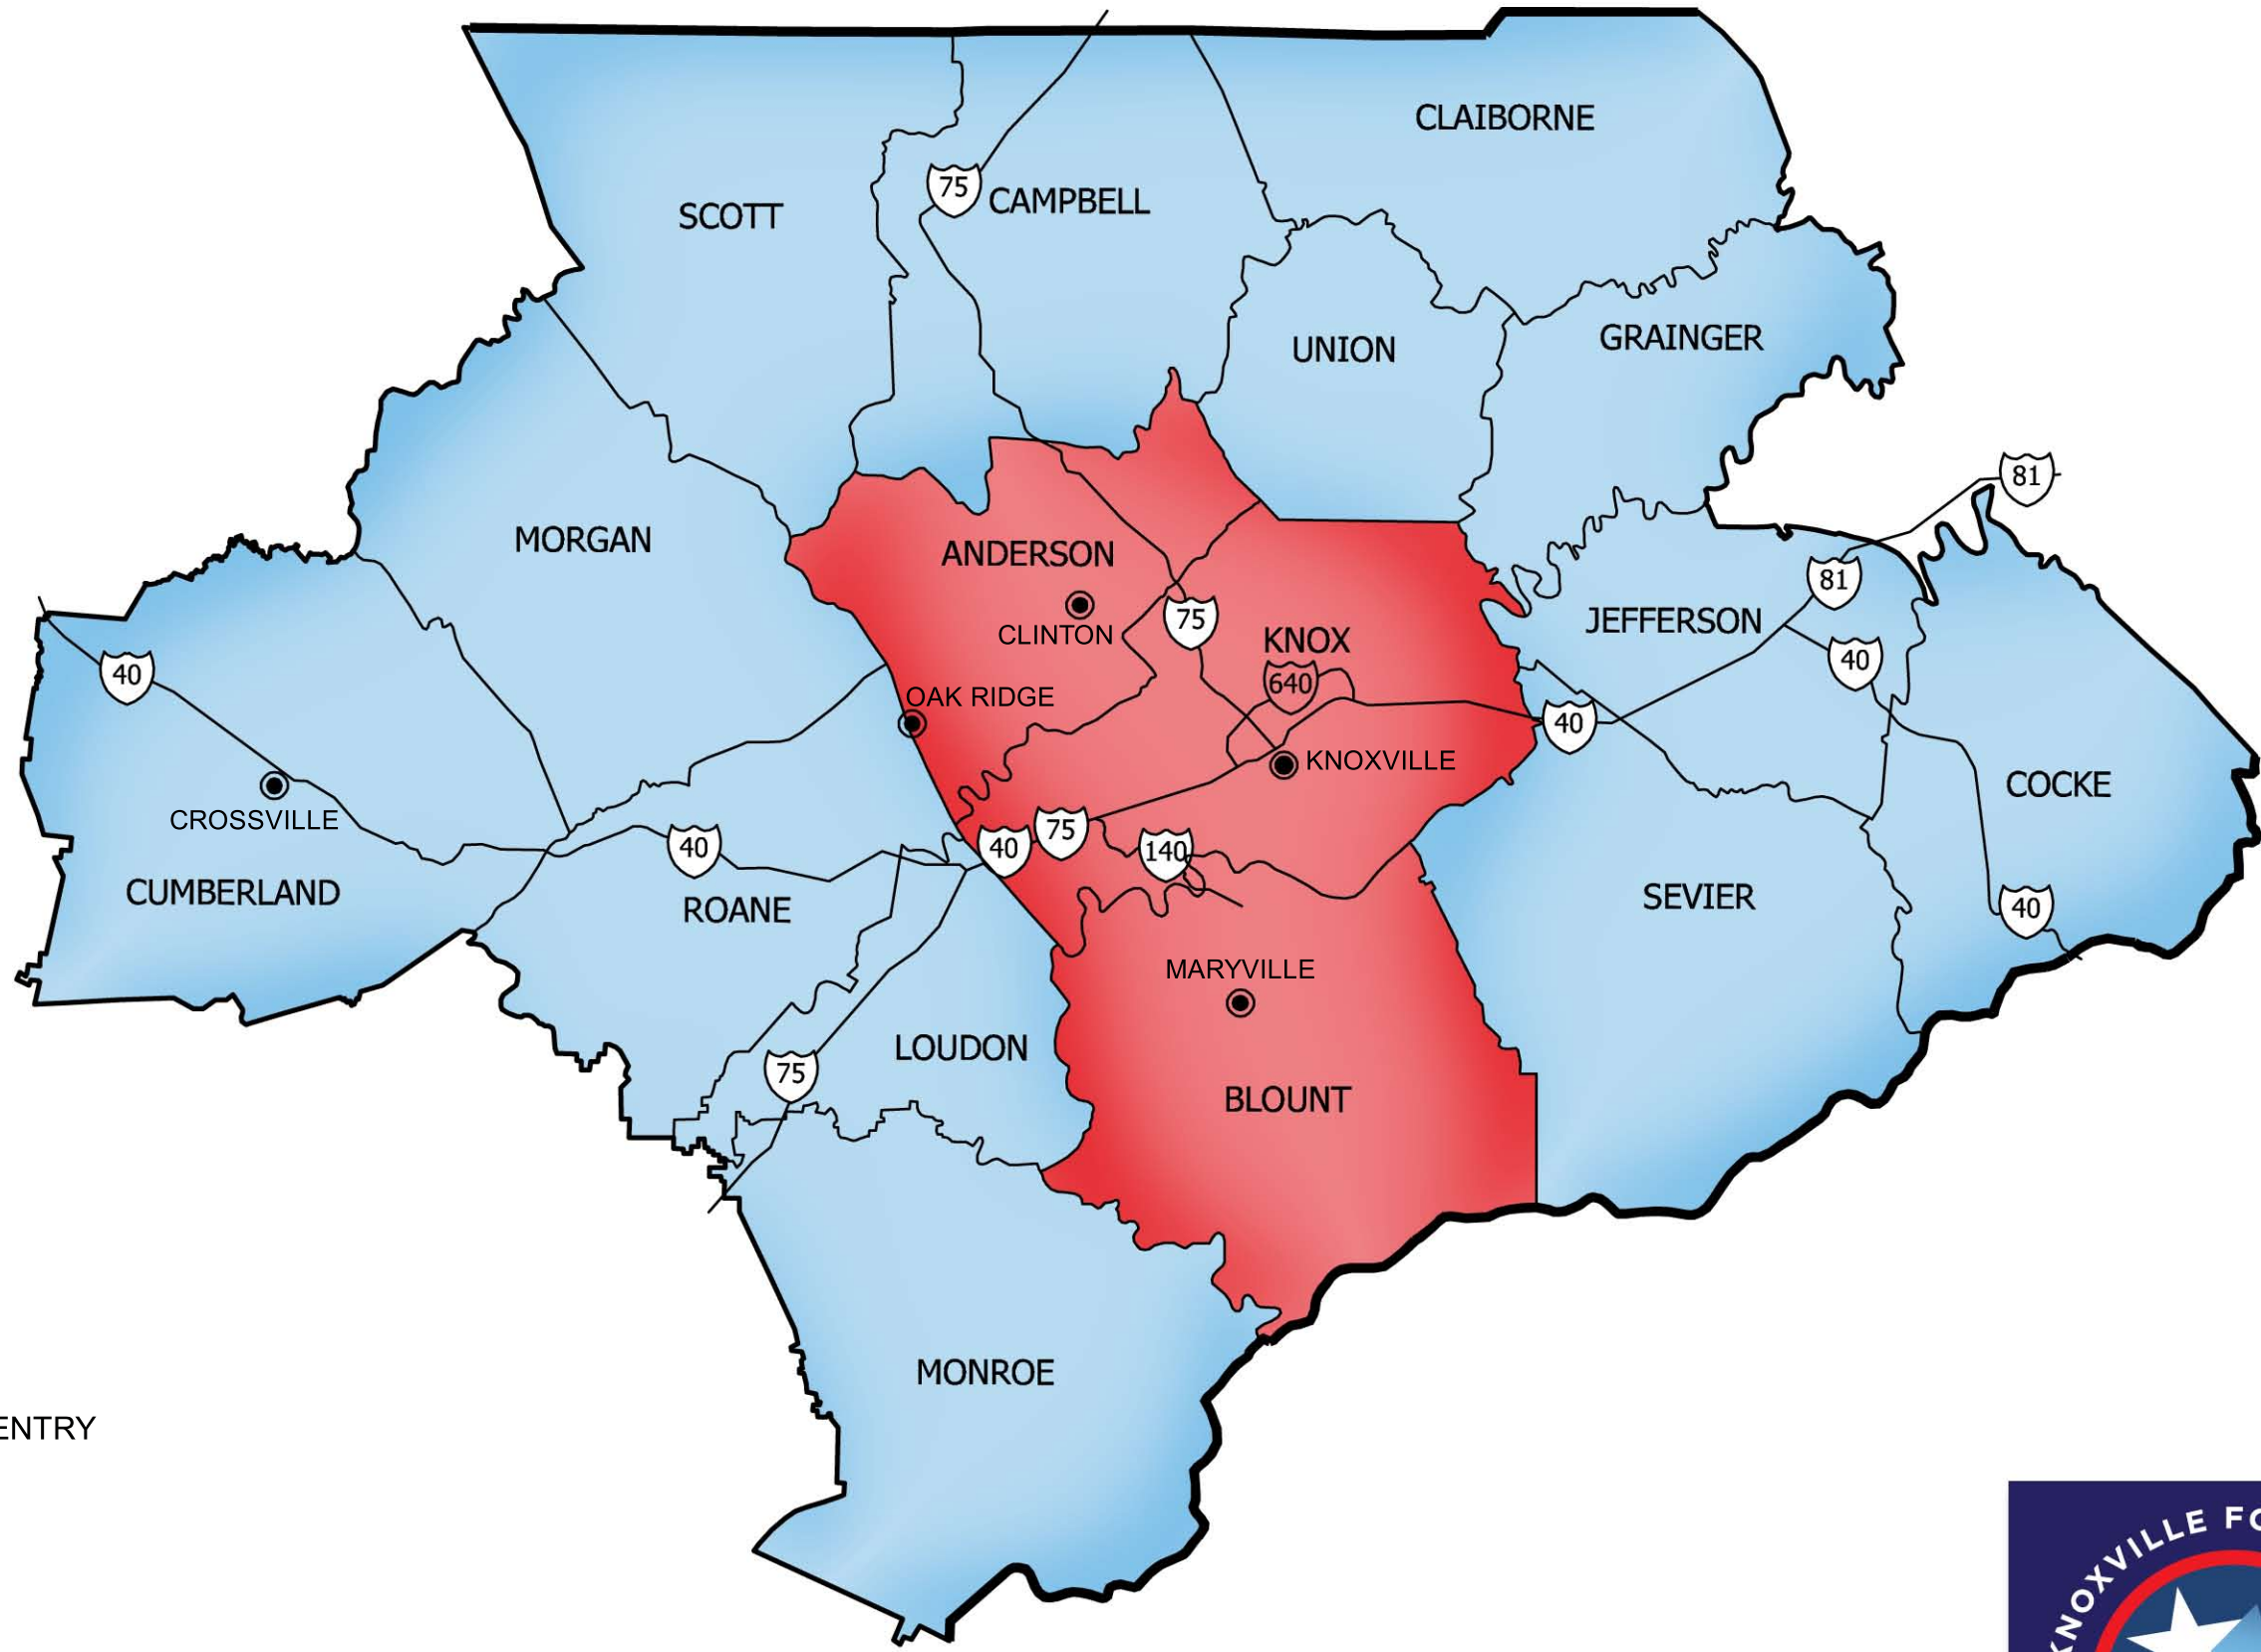 CLAIBORNE
75
CAMPBELL
SCOTT
UNION
GRAINGER
81
MORGAN
ANDERSON
81
CLINTON
75
JEFFERSON
KNOX
40
40
640
OAK RIDGE
40
KNOXVILLE
CROSSVILLE
COCKE
40
40
75
140
CUMBERLAND
ROANE
SEVIER
40
MARYVILLE
LOUDON
75
BLOUNT
MONROE
ENTRY
KNOXVILLE FO